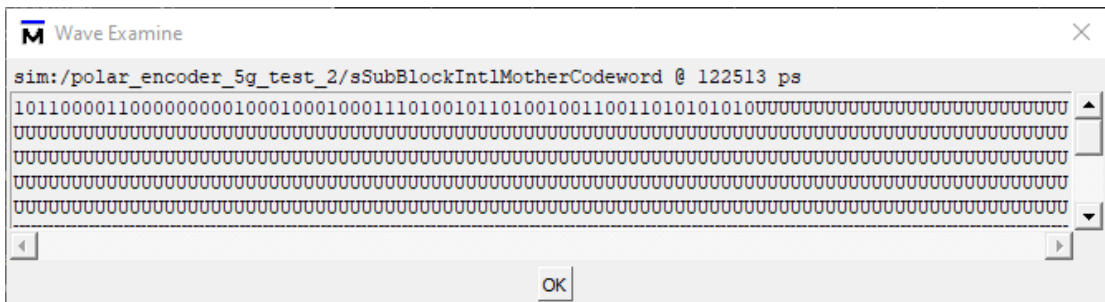 Wave Examine
sim:/polar_encoder_5g_test_2/sSubBlockIntlMotherCodeword @ 122513 ps
1011000011000000000100010001000111010010110100100110011010101010UUUUUUUUUUUUUUUUUUUUUUUUUUU
UUUUUUUUUUUUUUUUUUUUUUUUUUUUUUUUUUUUUUUUUUUUUUUUUUUUUUUUUUUUUUUUUUUUUUUUUUUUUUUUUUUUUUUUUUU
UUUUUUUUUUUUUUUUUUUUUUUUUUUUUUUUUUUUUUUUUUUUUUUUUUUUUUUUUUUUUUUUUUUUUUUUUUUUUUUUUUUUUUUUUUU
UUUUUUUUUUUUUUUUUUUUUUUUUUUUUUUUUUUUUUUUUUUUUUUUUUUUUUUUUUUUUUUUUUUUUUUUUUUUUUUUUUUUUUUUUUU
UUUUUUUUUUUUUUUUUUUUUUUUUUUUUUUUUUUUUUUUUUUUUUUUUUUUUUUUUUUUUUUUUUUUUUUUUUUUUUUUUUUUUUUUUUU
OK